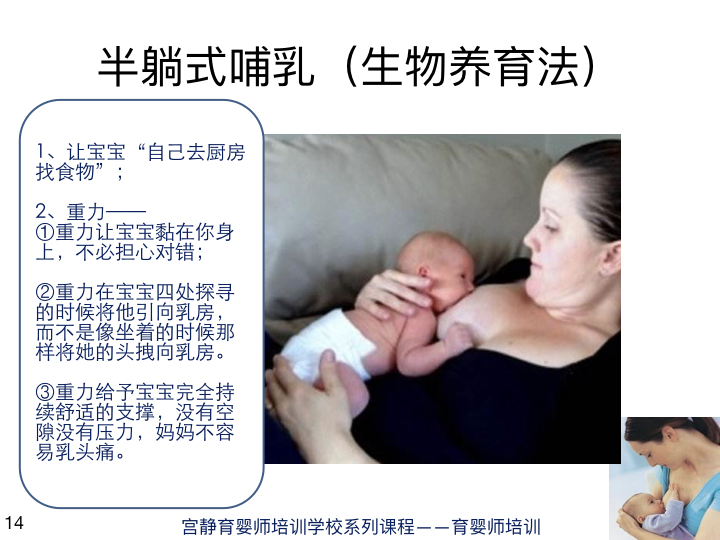 半躺式哺乳（生物养育法）
1、让宝宝“自己去厨房
找食物”；
2、重力——
①重力让宝宝黏在你身
上，不必担心对错；
②重力在宝宝四处探寻
的时候将他引向乳房，
而不是像坐着的时候那
样将她的头拽向乳房。
③重力给予宝宝完全持
续舒适的支撑，没有空
隙没有压力，妈妈不容
易乳头痛。
14
宫静育婴师培训学校系列课程——育婴师培训